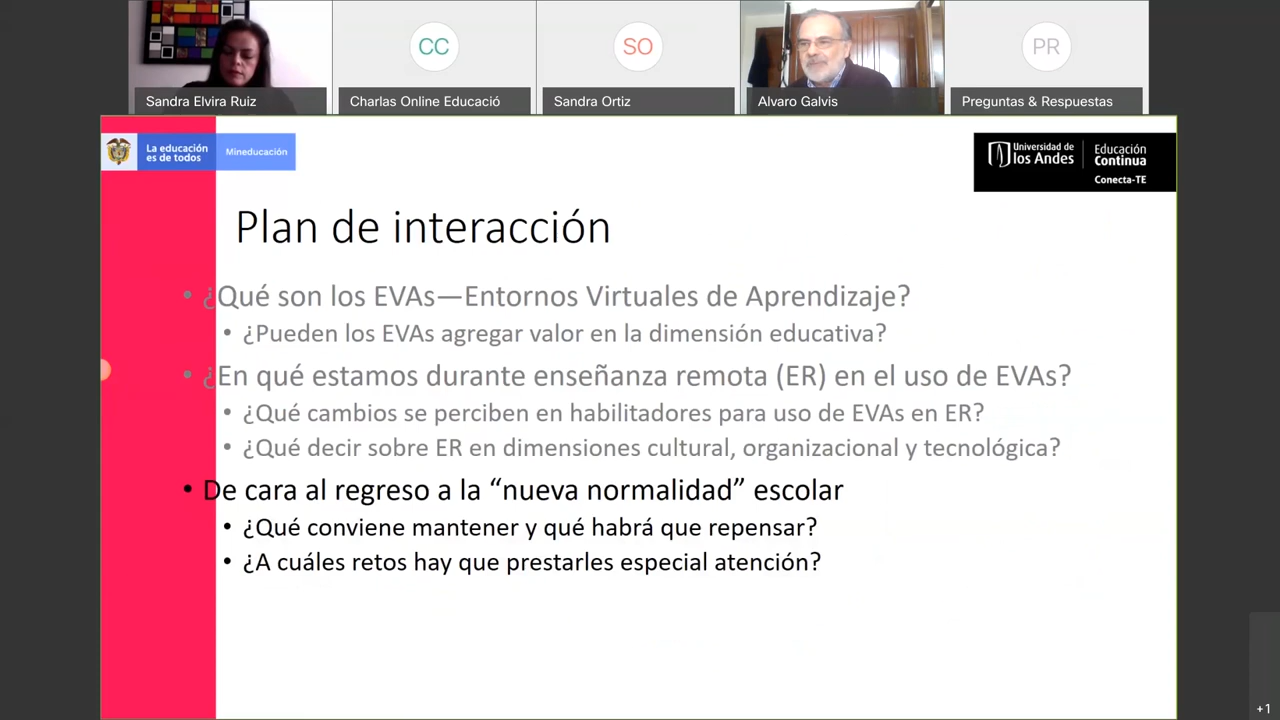 CC
SO
PR
Sandra Elvira Ruiz
Charlas Online Educació
Sandra Ortiz
Alvaro Galvis
Preguntas & Respuestas
La educación
es de todos
Mineducación
Universidad de
los Andes
Educación
Continua
Conecta-TE
Plan de interacción
• ¿Qué son los EVAs—Entornos Virtuales de Aprendizaje?
• ¿Pueden los EVAs agregar valor en la dimensión educativa?
• ¿En qué estamos durante enseñanza remota (ER) en el uso de EVAs?
• ¿Qué cambios se perciben en habilitadores para uso de EVAs en ER?
• ¿Qué decir sobre ER en dimensiones cultural, organizacional y tecnológica?
• De cara al regreso a la “nueva normalidad” escolar
• ¿Qué conviene mantener y qué habrá que repensar?
• ¿A cuáles retos hay que prestarles especial atención?
+1